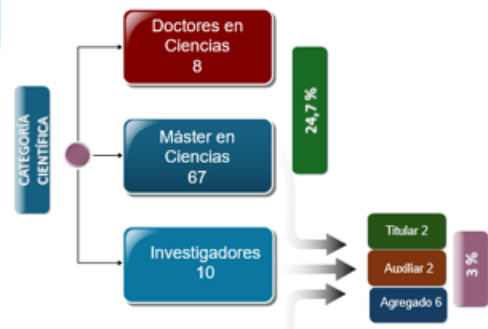 CATEGORÍA
CIENTÍFICA
Doctores en
Ciencias
8
Máster en
Ciencias
67
Investigadores
10
24,7 %
Titular 2
Auxiliar 2
Agregado 6
3 %